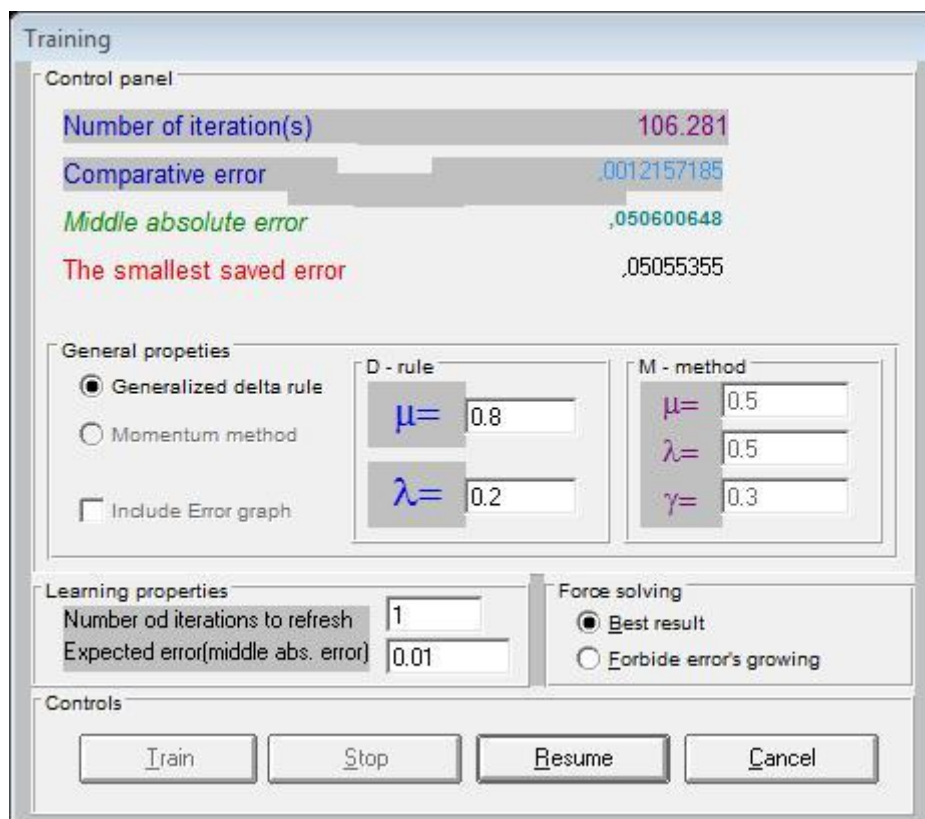 Training
Control panel
Number of iteration(s) 106.281
Comparative error ,0012157185
Middle absolute error ,050600648
The smallest saved error ,05055355
General propeties
Generalized delta rule
Momentum method
Include Error graph
D - rule
μ= 0.8
λ= 0.2
M - method
μ= 0.5
λ= 0.5
γ= 0.3
Learning properties
Number od iterations to refresh 1
Expected error(middle abs. error) 0.01
Force solving
Best result
Forbide error's growing
Controls
Train Stop Resume Cancel